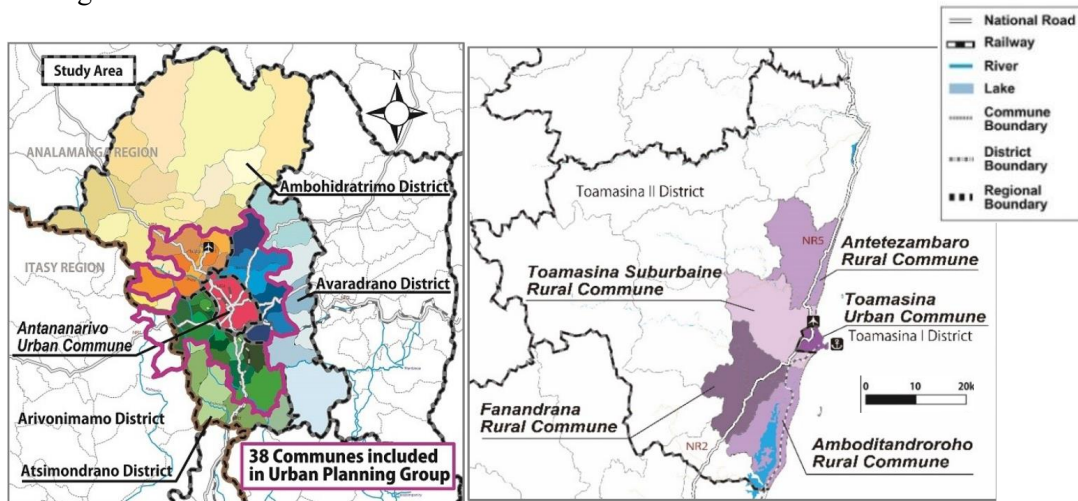 Study Area
N
ANALAMANGA REGION
Ambohidratrimo District
ITASY REGION
Avaradrano District
Antananarivo
Urban Commune
Arivonimamo District
Atsimondrano District
38 Communes included
in Urban Planning Group
National Road
Railway
River
Lake
Commune
Boundary
District
Boundary
Regional
Boundary
Toamasina II District
NR5
Antetezambaro
Rural Commune
Toamasina Suburbaine
Rural Commune
Toamasina
Urban Commune
Toamasina I District
0 10 20k
Fanandrana
Rural Commune
NR2
Amboditandroroho
Rural Commune